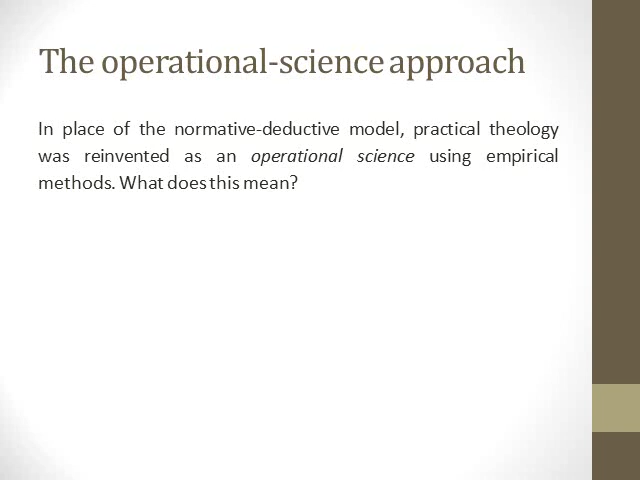 The operational-science approach
In place of the normative-deductive model, practical theology
was reinvented as an operational science using empirical
methods. What does this mean?